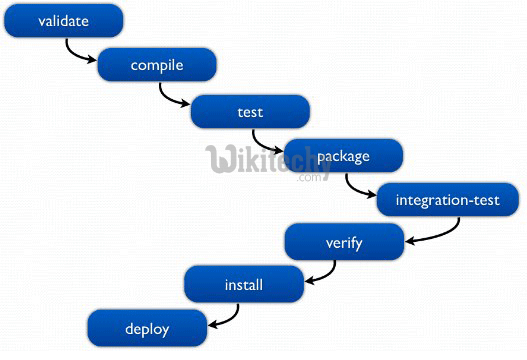 validate
compile
test
package
Wikitechy
.com
integration-test
verify
install
deploy